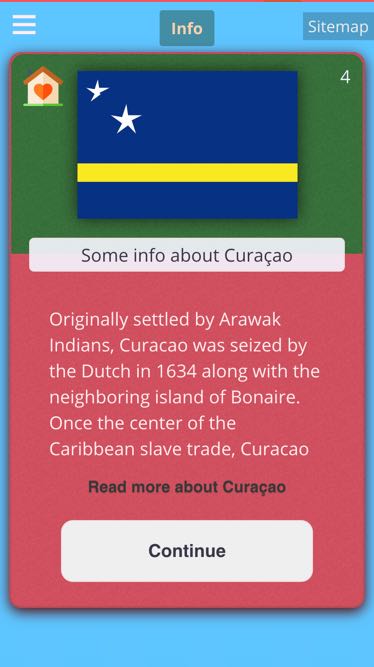 Info
Sitemap
4
Some info about Curaçao
Originally settled by Arawak
Indians, Curacao was seized by
the Dutch in 1634 along with the
neighboring island of Bonaire.
Once the center of the
Caribbean slave trade, Curacao
Read more about Curaçao
Continue